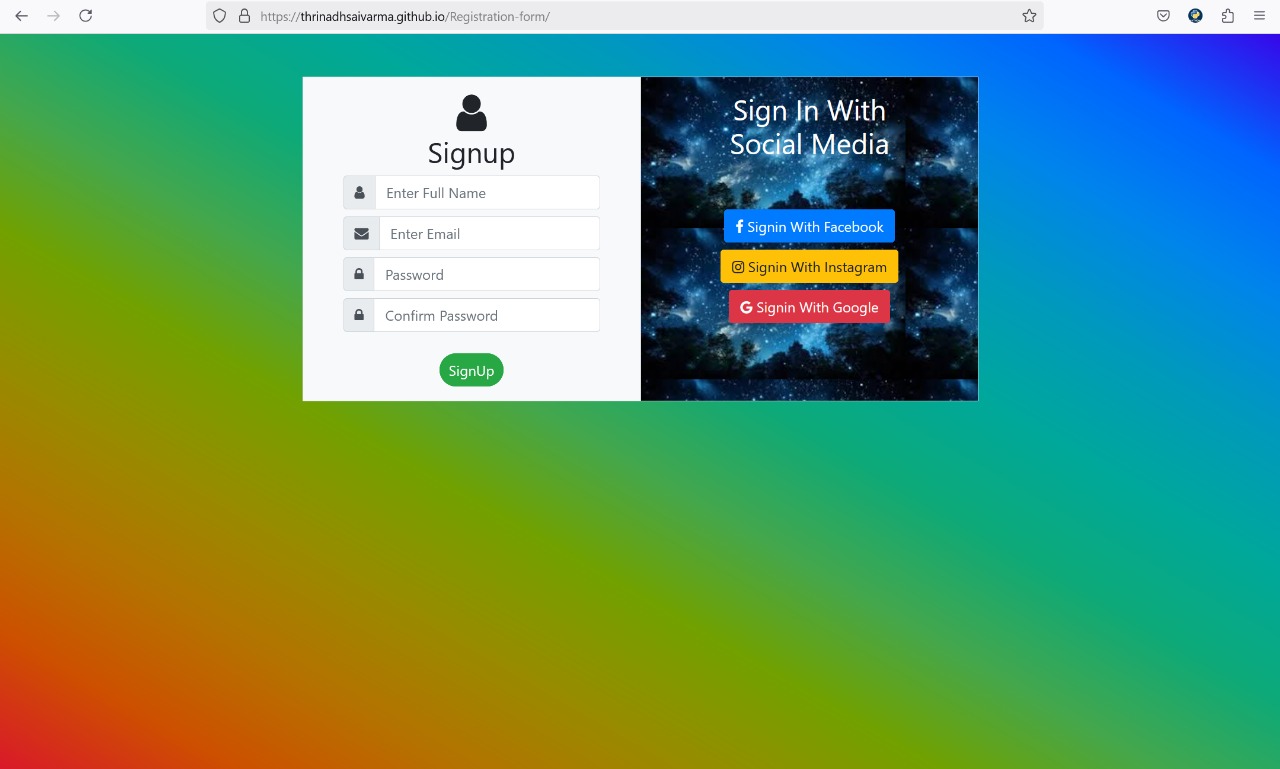 https://thrinadhsaivarma.github.io/Registration-form/
Signup
Enter Full Name
Enter Email
Password
Confirm Password
SignUp
Sign In With
Social Media
Signin With Facebook
Signin With Instagram
Signin With Google